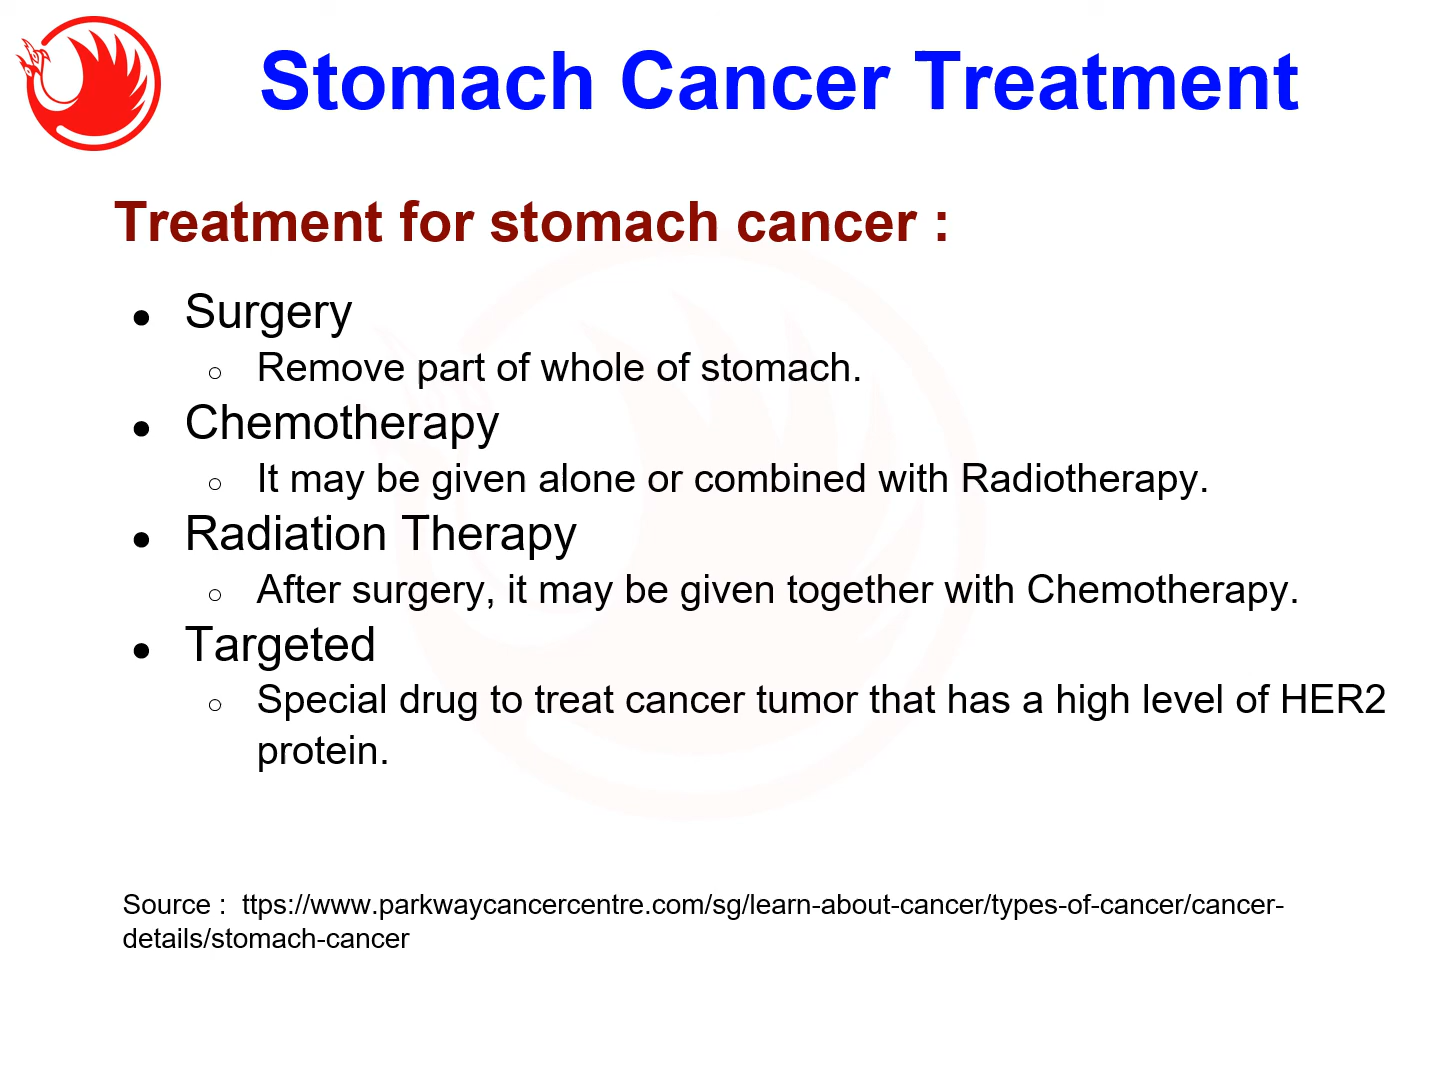 Stomach Cancer Treatment
Treatment for stomach cancer :
● Surgery
○ Remove part of whole of stomach.
● Chemotherapy
○ It may be given alone or combined with Radiotherapy.
● Radiation Therapy
○ After surgery, it may be given together with Chemotherapy.
● Targeted
○ Special drug to treat cancer tumor that has a high level of HER2
protein.
Source :  ttps://www.parkwaycancercentre.com/sg/learn-about-cancer/types-of-cancer/cancer-
details/stomach-cancer